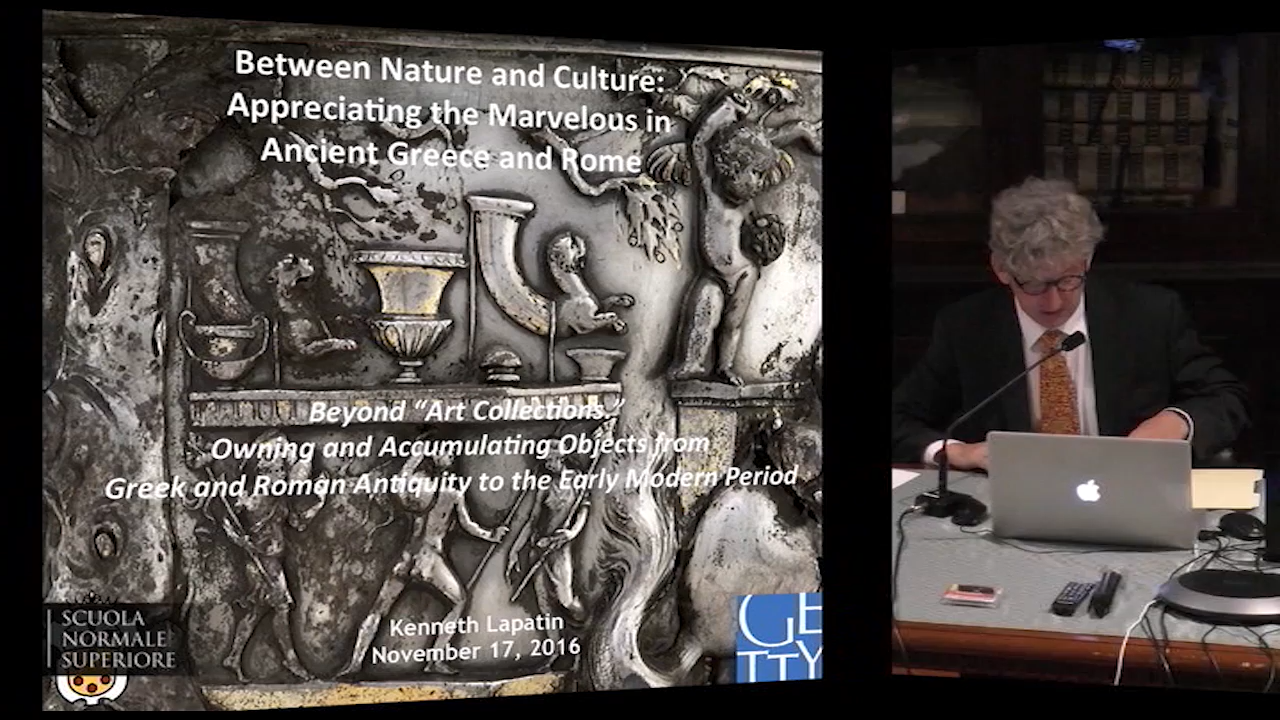 Between Nature and Culture:
Appreciating the Marvelous in
Ancient Greece and Rome
Beyond “Art Collections.”
Owning and Accumulating Objects from
Greek and Roman Antiquity to the Early Modern Period
Kenneth Lapatin
November 17, 2016
SCUOLA
NORMALE
SUPERIORE
GE
TTY